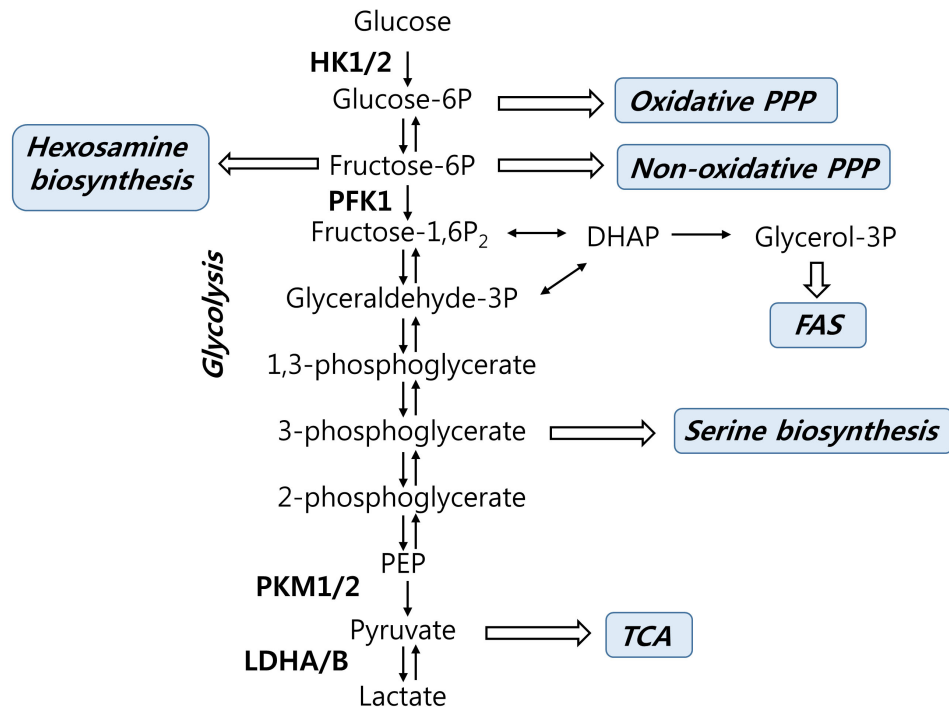 Glucose
HK1/2
Glucose-6P
Oxidative PPP
Hexosamine
biosynthesis
Fructose-6P
Non-oxidative PPP
PFK1
Fructose-1,6P₂
DHAP
Glycerol-3P
Glycolysis
Glyceraldehyde-3P
FAS
1,3-phosphoglycerate
3-phosphoglycerate
Serine biosynthesis
2-phosphoglycerate
PEP
PKM1/2
Pyruvate
TCA
LDHA/B
Lactate